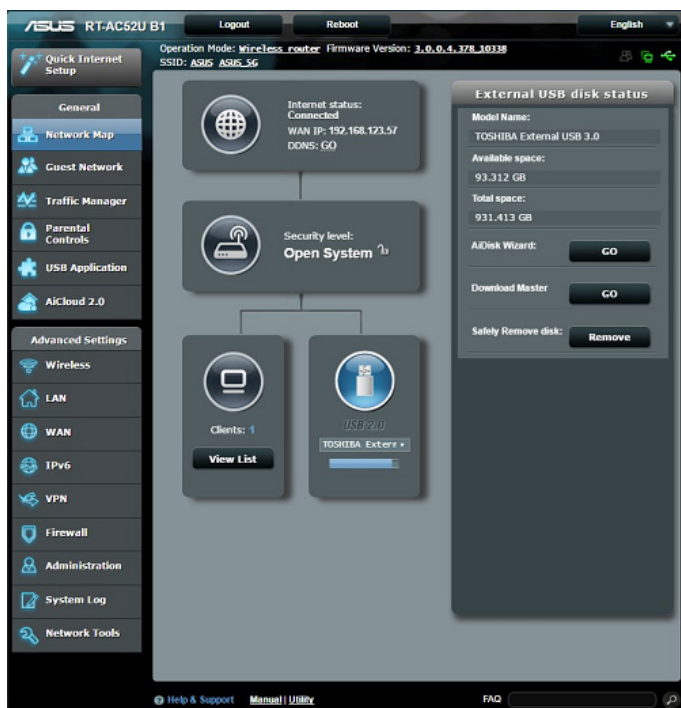 ASUS RT-AC52U B1 Logout Reboot English
Quick Internet Setup
Operation Mode: Wireless router Firmware Version: 3.0.0.4.378_10338
SSID: ASUS ASUS_5G
General
Network Map
Guest Network
Traffic Manager
Parental Controls
USB Application
AiCloud 2.0
Advanced Settings
Wireless
LAN
WAN
IPv6
VPN
Firewall
Administration
System Log
Network Tools
Internet status:
Connected
WAN IP: 192.168.123.57
DDNS: GO
Security level:
Open System
Clients: 1
View List
USB 2.0
TOSHIBA Extern
External USB disk status
Model Name:
TOSHIBA External USB 3.0
Available space:
93.312 GB
Total space:
931.413 GB
AiDisk Wizard: GO
Download Master GO
Safely Remove disk: Remove
Help & Support Manual | Utility FAQ